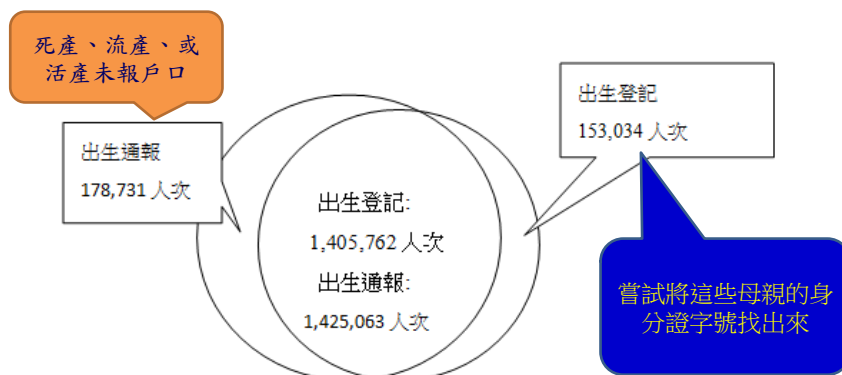 死產、流產、或
活產未報戶口
出生通報
178,731 人次
出生登記
153,034 人次
出生登記:
1,405,762 人次
出生通報:
1,425,063 人次
嘗試將這些母親的身
分證字號找出來